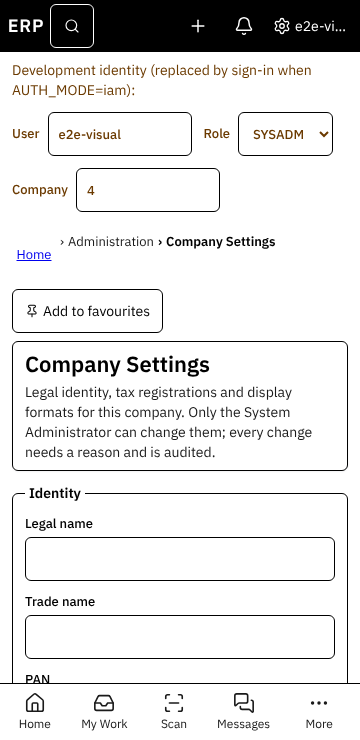 ERP
e2e-vi...
Development identity (replaced by sign-in when
AUTH_MODE=iam):
User
e2e-visual
Role
SYSADM
Company
4
Home › Administration › Company Settings
Add to favourites
Company Settings
Legal identity, tax registrations and display
formats for this company. Only the System
Administrator can change them; every change
needs a reason and is audited.
Identity
Legal name
Trade name
PAN
Home
My Work
Scan
Messages
More